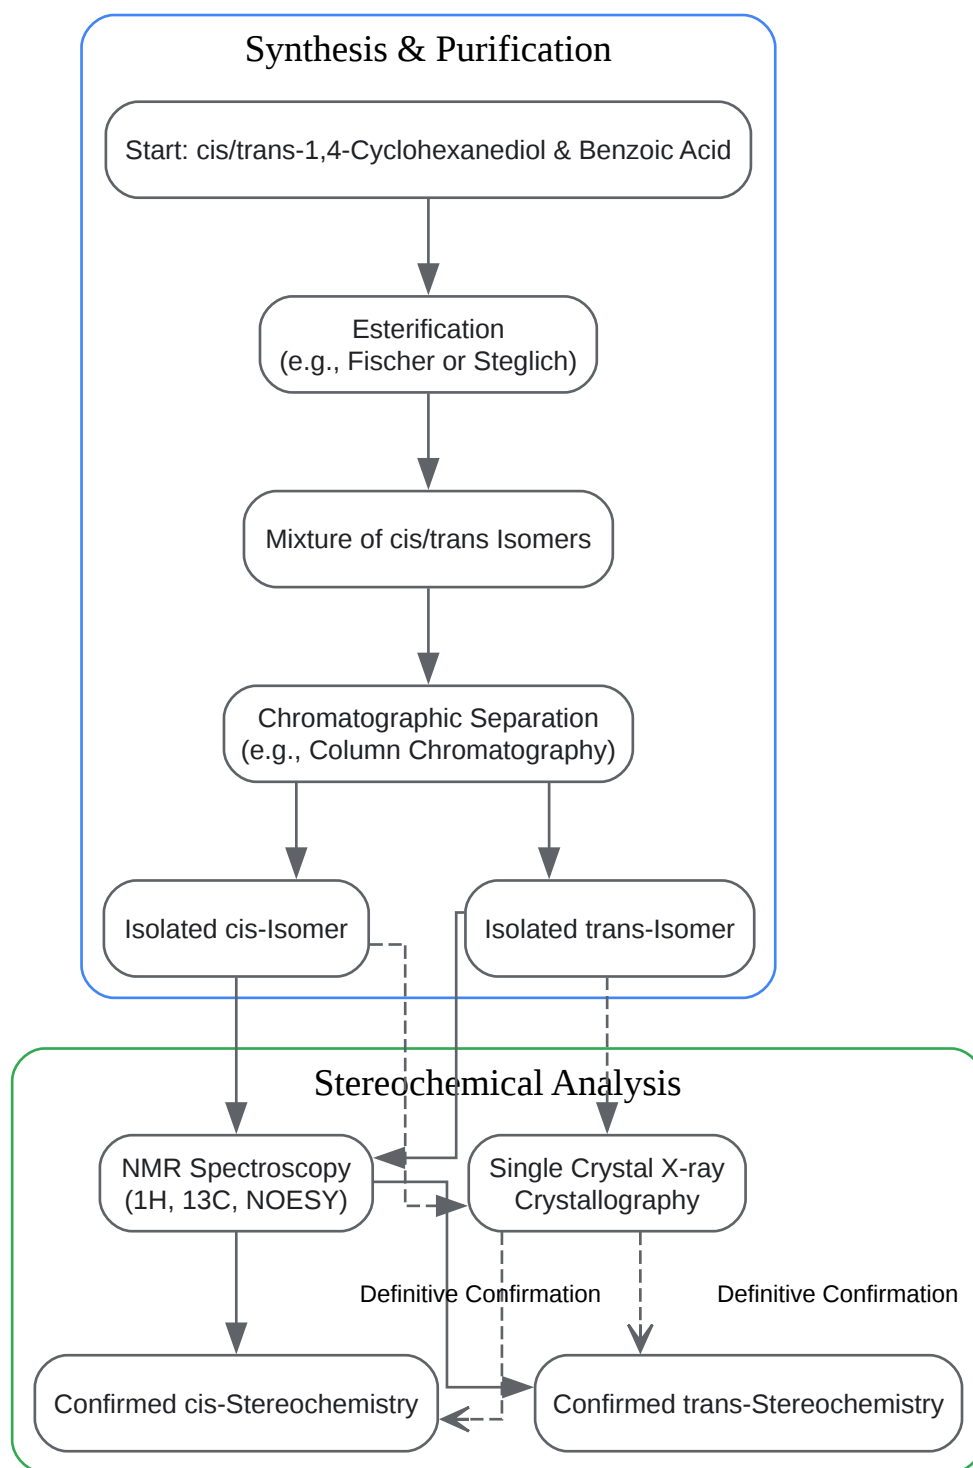 Synthesis & Purification
Start: cis/trans-1,4-Cyclohexanediol & Benzoic Acid
Esterification
(e.g., Fischer or Steglich)
Mixture of cis/trans Isomers
Chromatographic Separation
(e.g., Column Chromatography)
Isolated cis-Isomer
Isolated trans-Isomer
Stereochemical Analysis
NMR Spectroscopy
(1H, 13C, NOESY)
Single Crystal X-ray
Crystallography
Definitive Confirmation
Definitive Confirmation
Confirmed cis-Stereochemistry
Confirmed trans-Stereochemistry